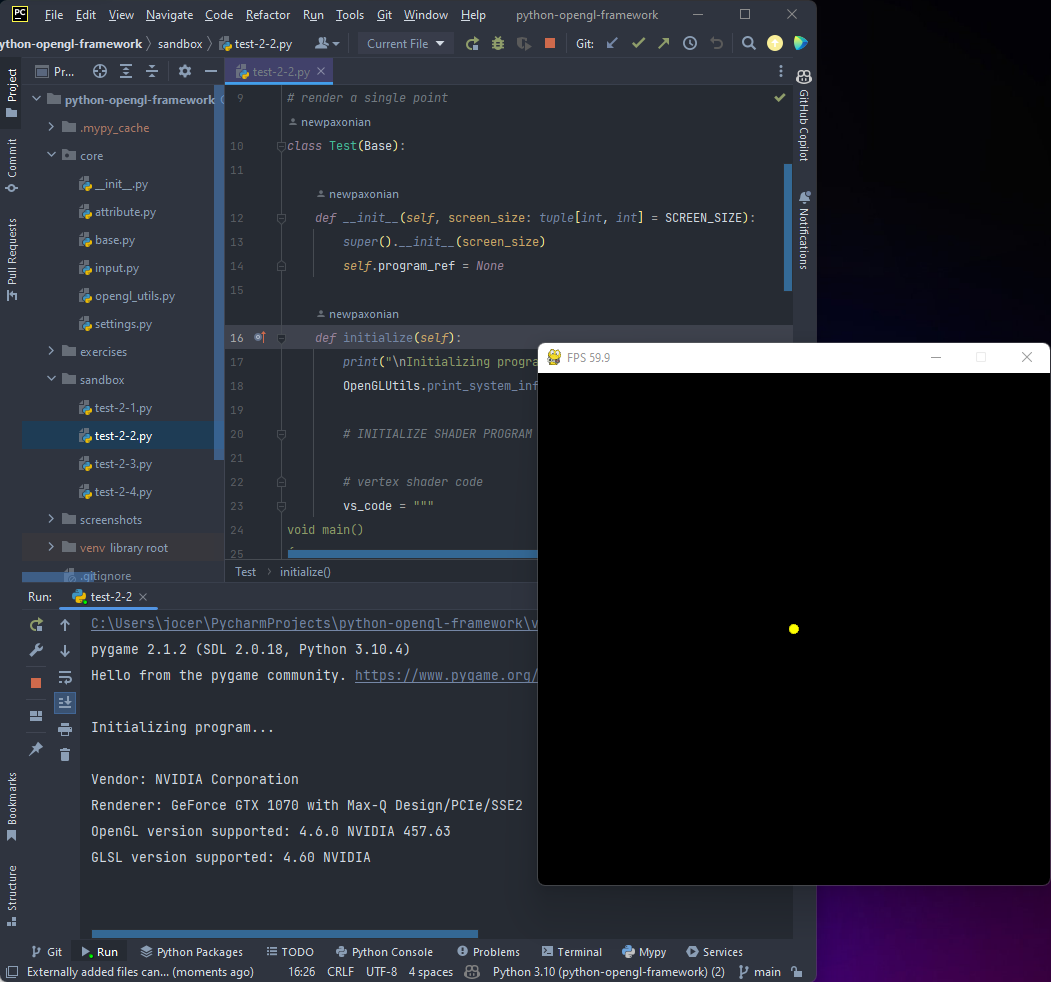 PC File Edit View Navigate Code Refactor Run Tools Git Window Help python-opengl-framework
ython-opengl-framework sandbox test-2-2.py Current File Git:
Project
Commit
Pull Requests
Bookmarks
Structure
Pr...
python-opengl-framework
.mypy_cache
core
__init__.py
attribute.py
base.py
input.py
opengl_utils.py
settings.py
exercises
sandbox
test-2-1.py
test-2-2.py
test-2-3.py
test-2-4.py
screenshots
venv library root
.gitignore
test-2-2.py
9 # render a single point
newpaxonian
10 class Test(Base):
11
newpaxonian
12 def __init__(self, screen_size: tuple[int, int] = SCREEN_SIZE):
13 super().__init__(screen_size)
14 self.program_ref = None
15
newpaxonian
16 def initialize(self):
17 print("\nInitializing progra
18 OpenGLUtils.print_system_inf
19
20 # INITIALIZE SHADER PROGRAM
21
22 # vertex shader code
23 vs_code = """
24 void main()
25 {
Test initialize()
GitHub Copilot
Notifications
FPS 59.9
Run: test-2-2
C:\Users\jocer\PycharmProjects\python-opengl-framework\v
pygame 2.1.2 (SDL 2.0.18, Python 3.10.4)
Hello from the pygame community. https://www.pygame.org/
Initializing program...
Vendor: NVIDIA Corporation
Renderer: GeForce GTX 1070 with Max-Q Design/PCIe/SSE2
OpenGL version supported: 4.6.0 NVIDIA 457.63
GLSL version supported: 4.60 NVIDIA
Git Run Python Packages TODO Python Console Problems Terminal Mypy Services
Externally added files can... (moments ago) 16:26 CRLF UTF-8 4 spaces Python 3.10 (python-opengl-framework) (2) main